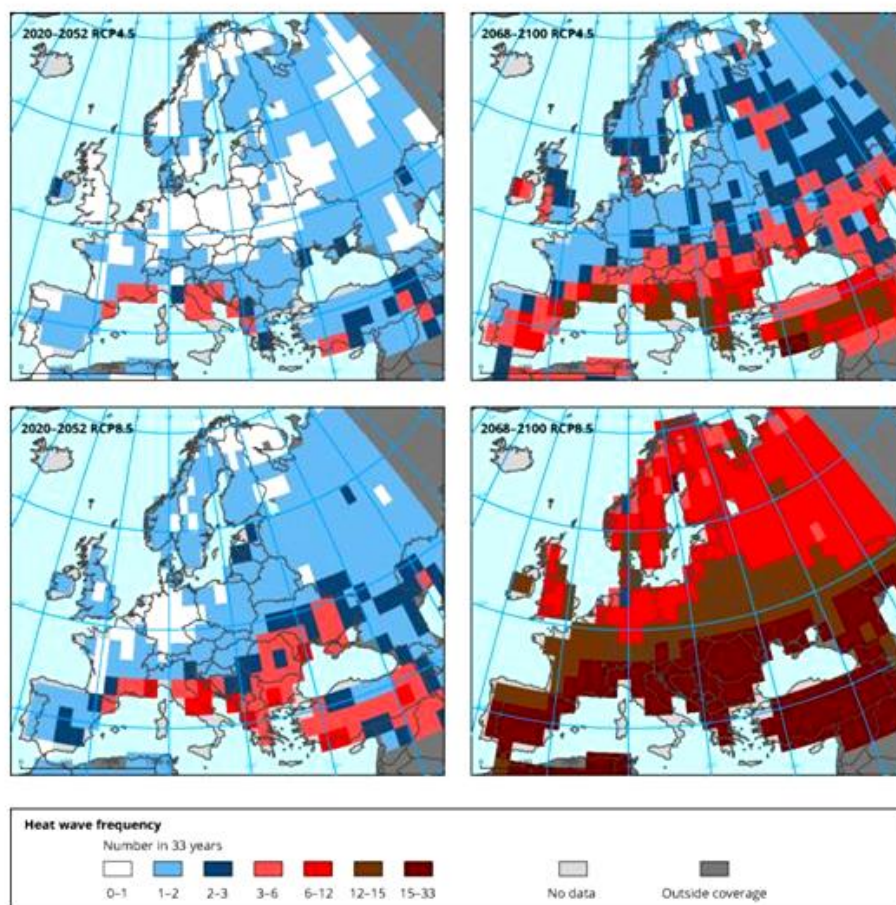 2020–2052 RCP4.5
2068–2100 RCP4.5
2020–2052 RCP8.5
2068–2100 RCP8.5
Heat wave frequency
Number in 33 years
0–1 1–2 2–3 3–6 6–12 12–15 15–33 No data Outside coverage